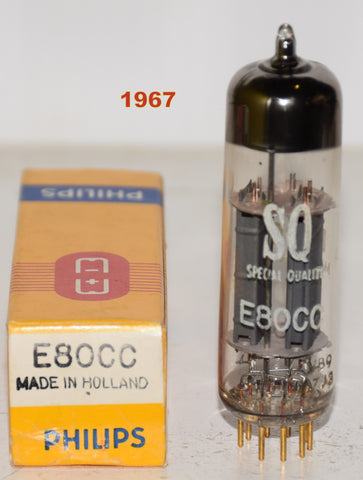 1967
PHILIPS
E80CC
MADE IN HOLLAND
PHILIPS
SQ
SPECIAL QUALITY
E80CC